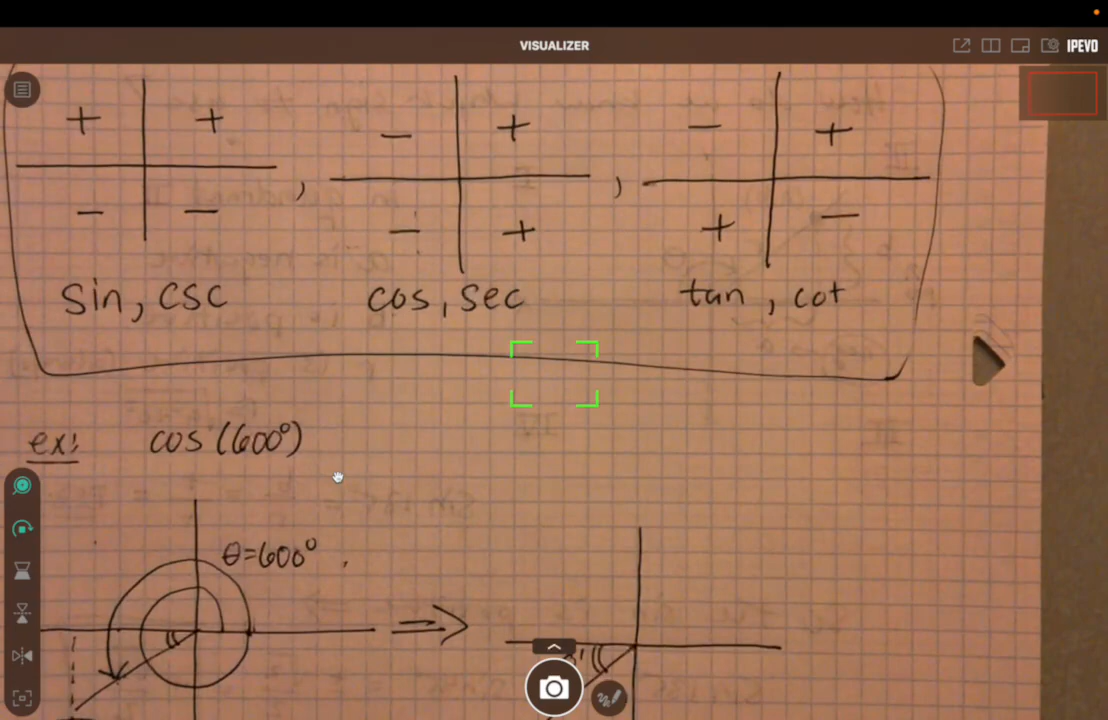 VISUALIZER
IPEVO
+ + - + - +
, ,
- - - + + -
sin, csc cos, sec tan, cot
ex: cos (600°)
θ=600°
⇒